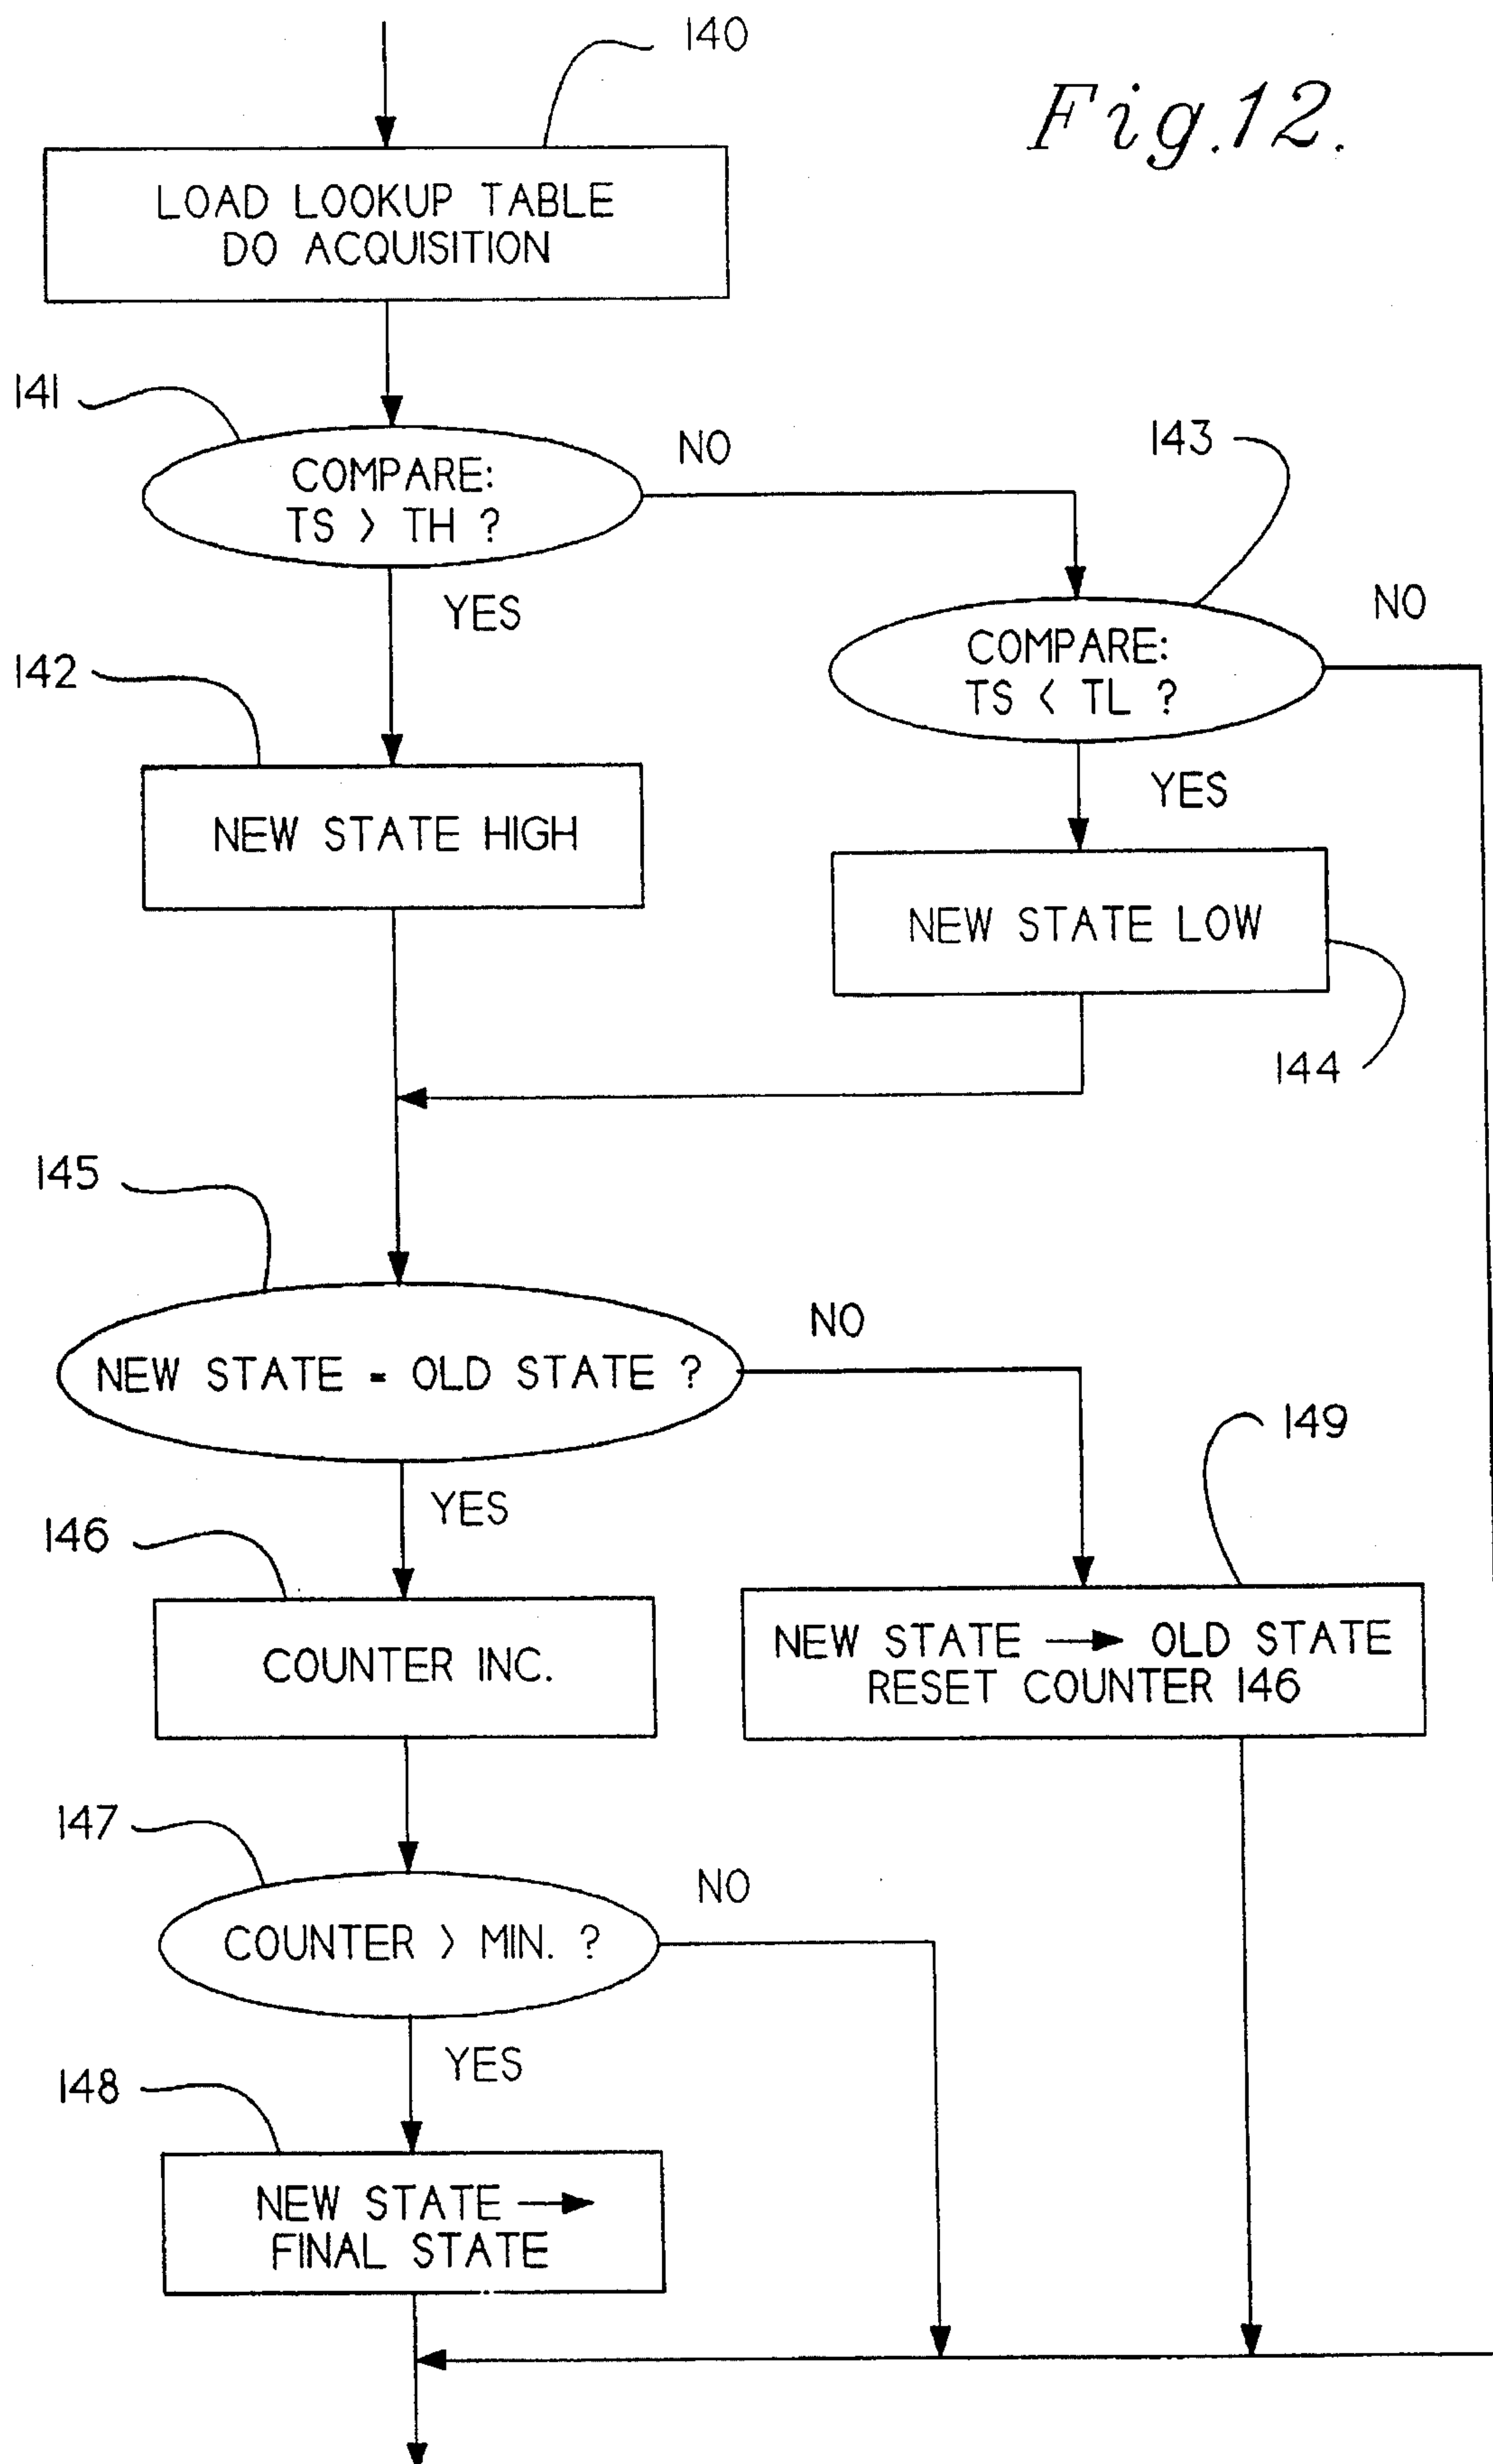 140
Fig.12.
LOAD LOOKUP TABLE
DO ACQUISITION
141
NO
143
COMPARE:
TS > TH ?
YES
NO
COMPARE:
TS < TL ?
142
YES
NEW STATE HIGH
NEW STATE LOW
144
145
NO
NEW STATE = OLD STATE ?
149
YES
146
NEW STATE → OLD STATE
RESET COUNTER 146
COUNTER INC.
147
NO
COUNTER > MIN. ?
YES
148
NEW STATE →
FINAL STATE